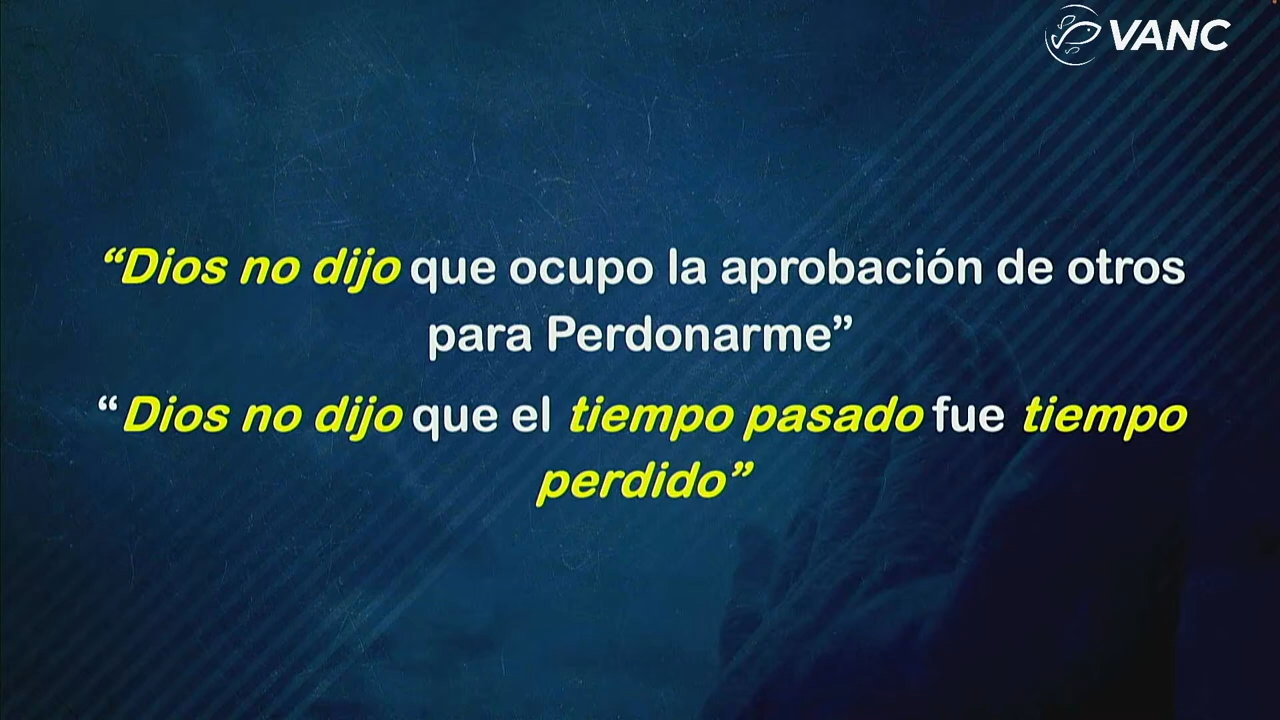 VANC
“Dios no dijo que ocupo la aprobación de otros
para Perdonarme”
“Dios no dijo que el tiempo pasado fue tiempo
perdido”